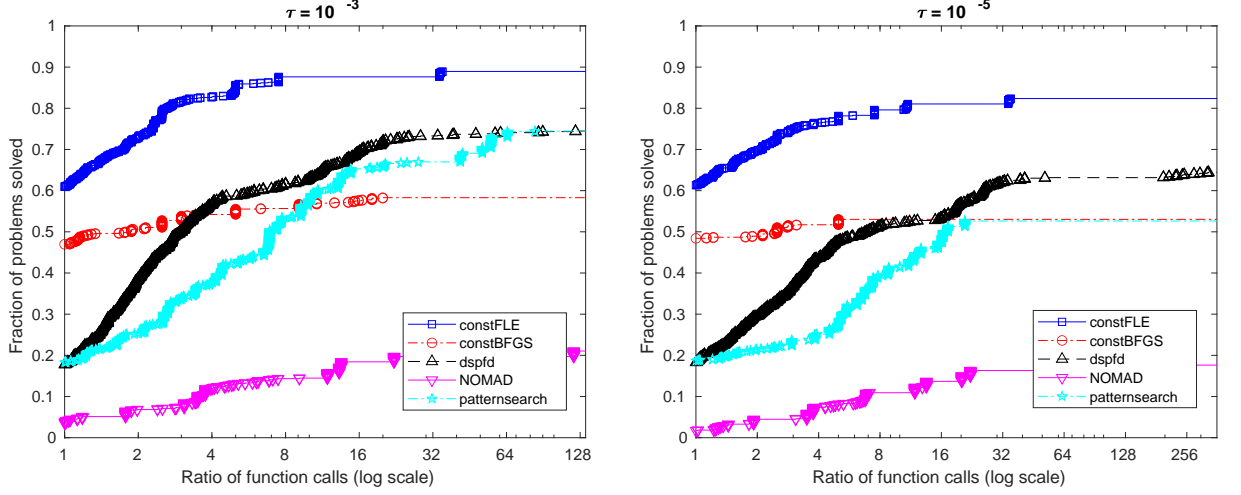 τ = 10 -3
1
0.9
0.8
0.7
0.6
0.5
0.4
0.3
0.2
0.1
0
Fraction of problems solved
1 2 4 8 16 32 64 128
Ratio of function calls (log scale)
constFLE
constBFGS
dspfd
NOMAD
patternsearch
τ = 10 -5
1
0.9
0.8
0.7
0.6
0.5
0.4
0.3
0.2
0.1
0
Fraction of problems solved
1 2 4 8 16 32 64 128 256
Ratio of function calls (log scale)
constFLE
constBFGS
dspfd
NOMAD
patternsearch